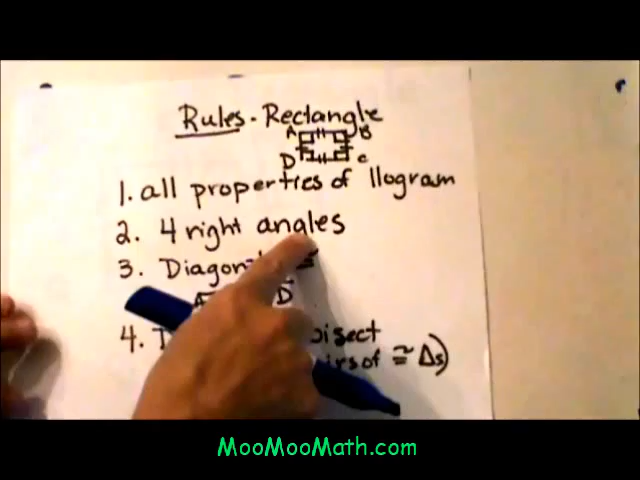 Rules - Rectangle
A B
D C
1. all properties of llogram
2. 4 right angles
3. Diagon ≅
A D
4. bisect
of ≅ Δs)
MooMooMath.com